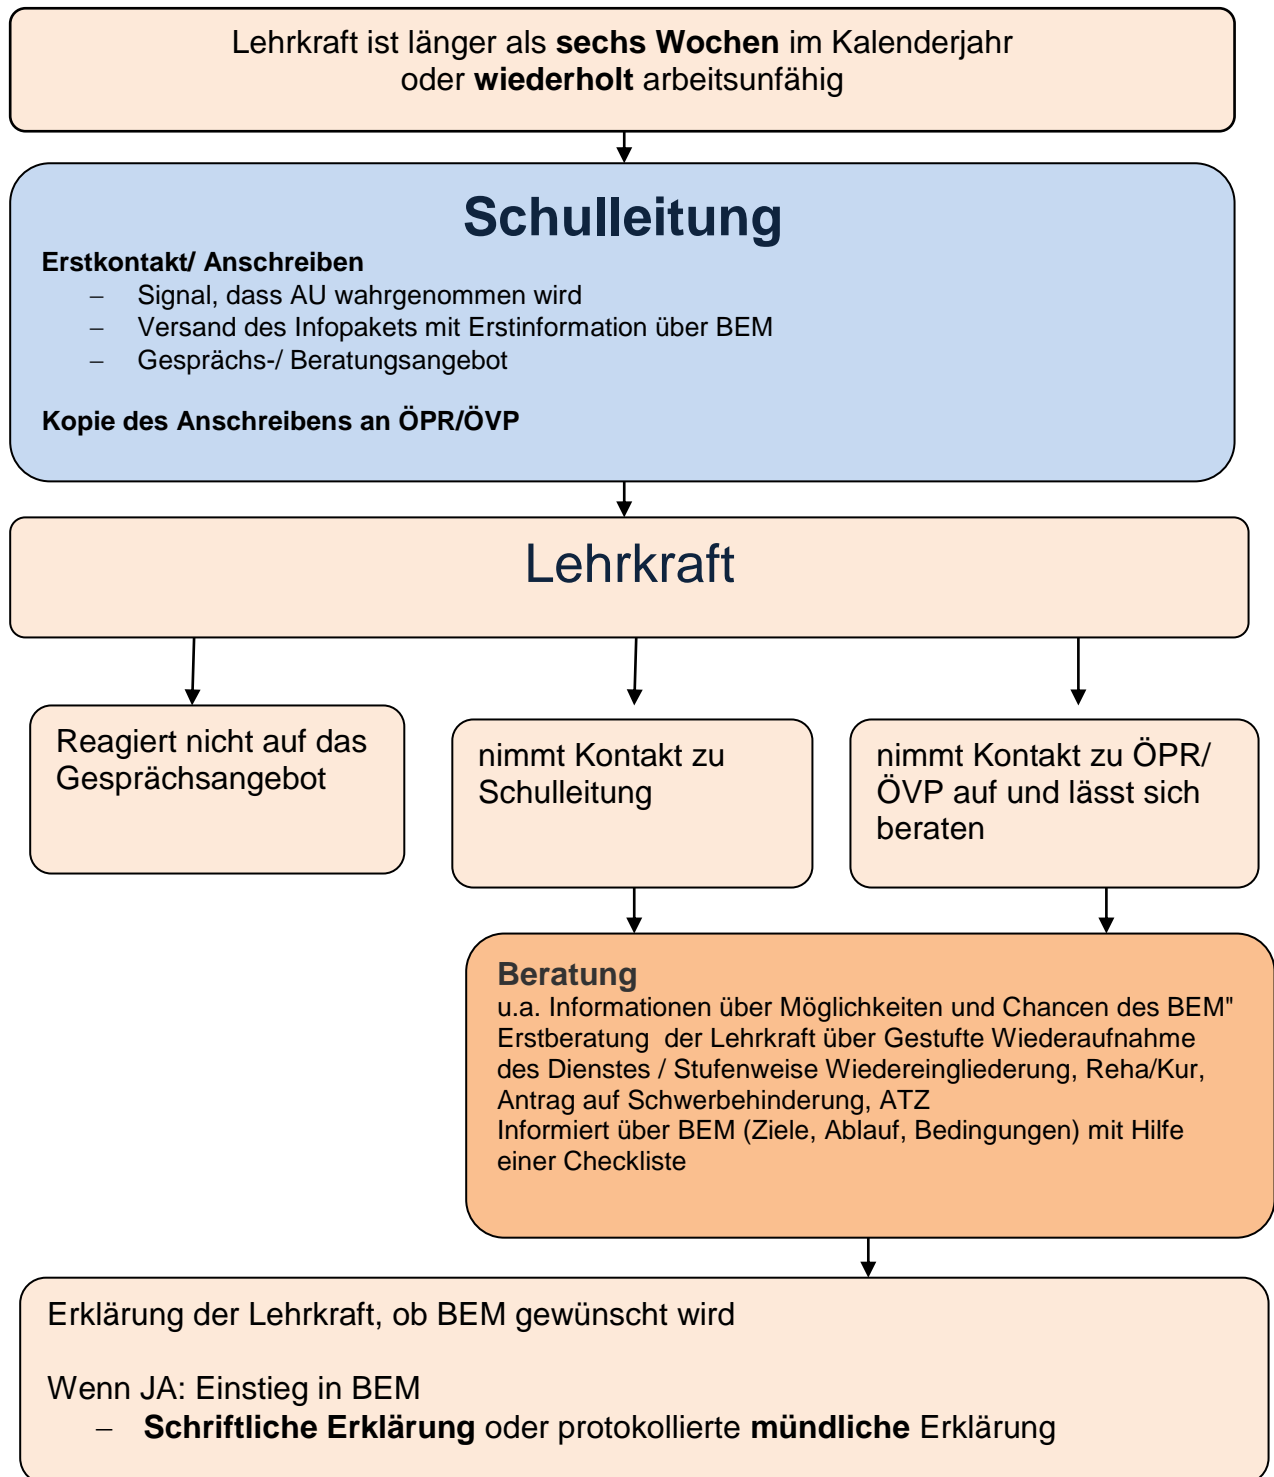 Lehrkraft ist länger als sechs Wochen im Kalenderjahr
oder wiederholt arbeitsunfähig
Schulleitung
Erstkontakt/ Anschreiben
– Signal, dass AU wahrgenommen wird
– Versand des Infopakets mit Erstinformation über BEM
– Gesprächs-/ Beratungsangebot
Kopie des Anschreibens an ÖPR/ÖVP
Lehrkraft
Reagiert nicht auf das
Gesprächsangebot
nimmt Kontakt zu
Schulleitung
nimmt Kontakt zu ÖPR/
ÖVP auf und lässt sich
beraten
Beratung
u.a. Informationen über Möglichkeiten und Chancen des BEM"
Erstberatung der Lehrkraft über Gestufte Wiederaufnahme
des Dienstes / Stufenweise Wiedereingliederung, Reha/Kur,
Antrag auf Schwerbehinderung, ATZ
Informiert über BEM (Ziele, Ablauf, Bedingungen) mit Hilfe
einer Checkliste
Erklärung der Lehrkraft, ob BEM gewünscht wird
Wenn JA: Einstieg in BEM
– Schriftliche Erklärung oder protokollierte mündliche Erklärung